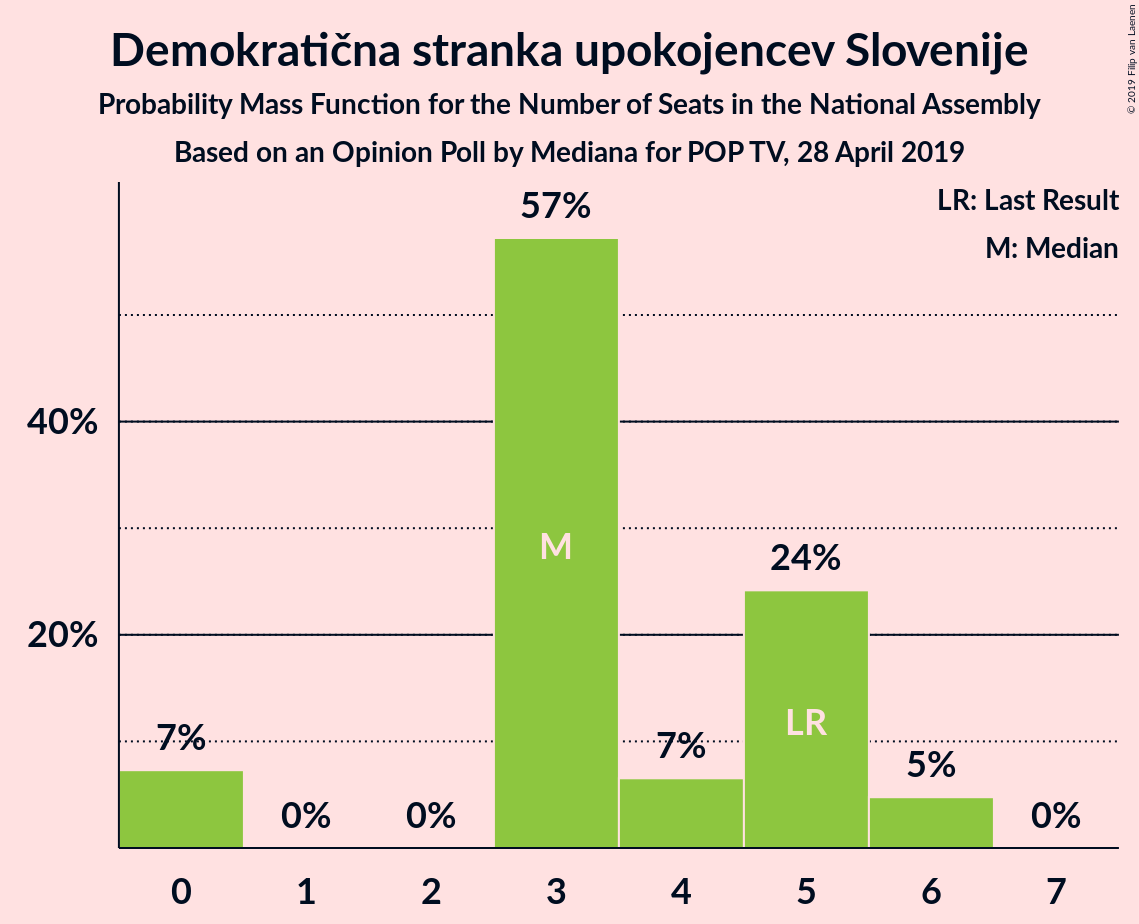 Demokratična stranka upokojencev Slovenije
Probability Mass Function for the Number of Seats in the National Assembly
Based on an Opinion Poll by Mediana for POP TV, 28 April 2019
© 2019 Filip van Laenen
LR: Last Result
M: Median
57%
40%
M
24%
20%
LR
7%
7%
5%
0%
0%
0%
0 1 2 3 4 5 6 7